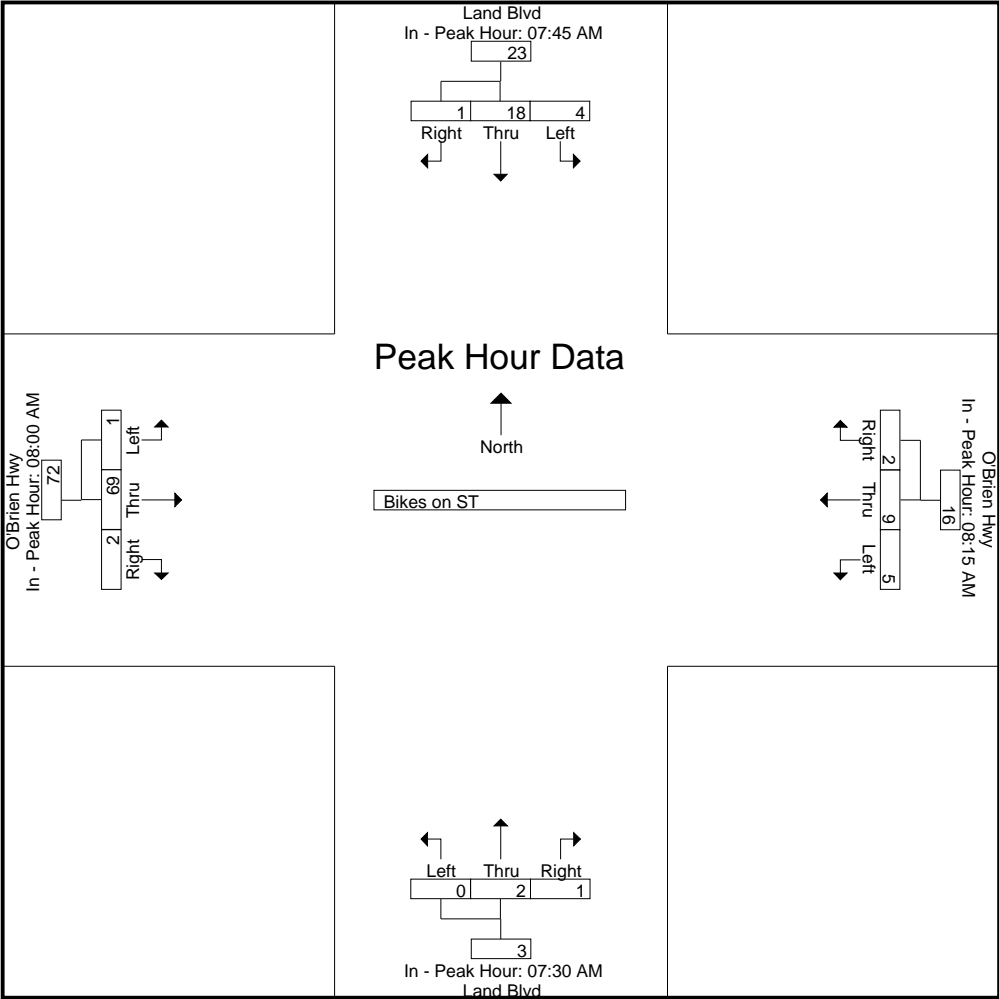 Land Blvd
In - Peak Hour: 07:45 AM
23
1 18 4
Right Thru Left
Peak Hour Data
North
Bikes on ST
O'Brien Hwy
In - Peak Hour: 08:00 AM
72
1 69 2
Left Thru Right
O'Brien Hwy
In - Peak Hour: 08:15 AM
16
2 9 5
Right Thru Left
Left Thru Right
0 2 1
3
In - Peak Hour: 07:30 AM
Land Blvd